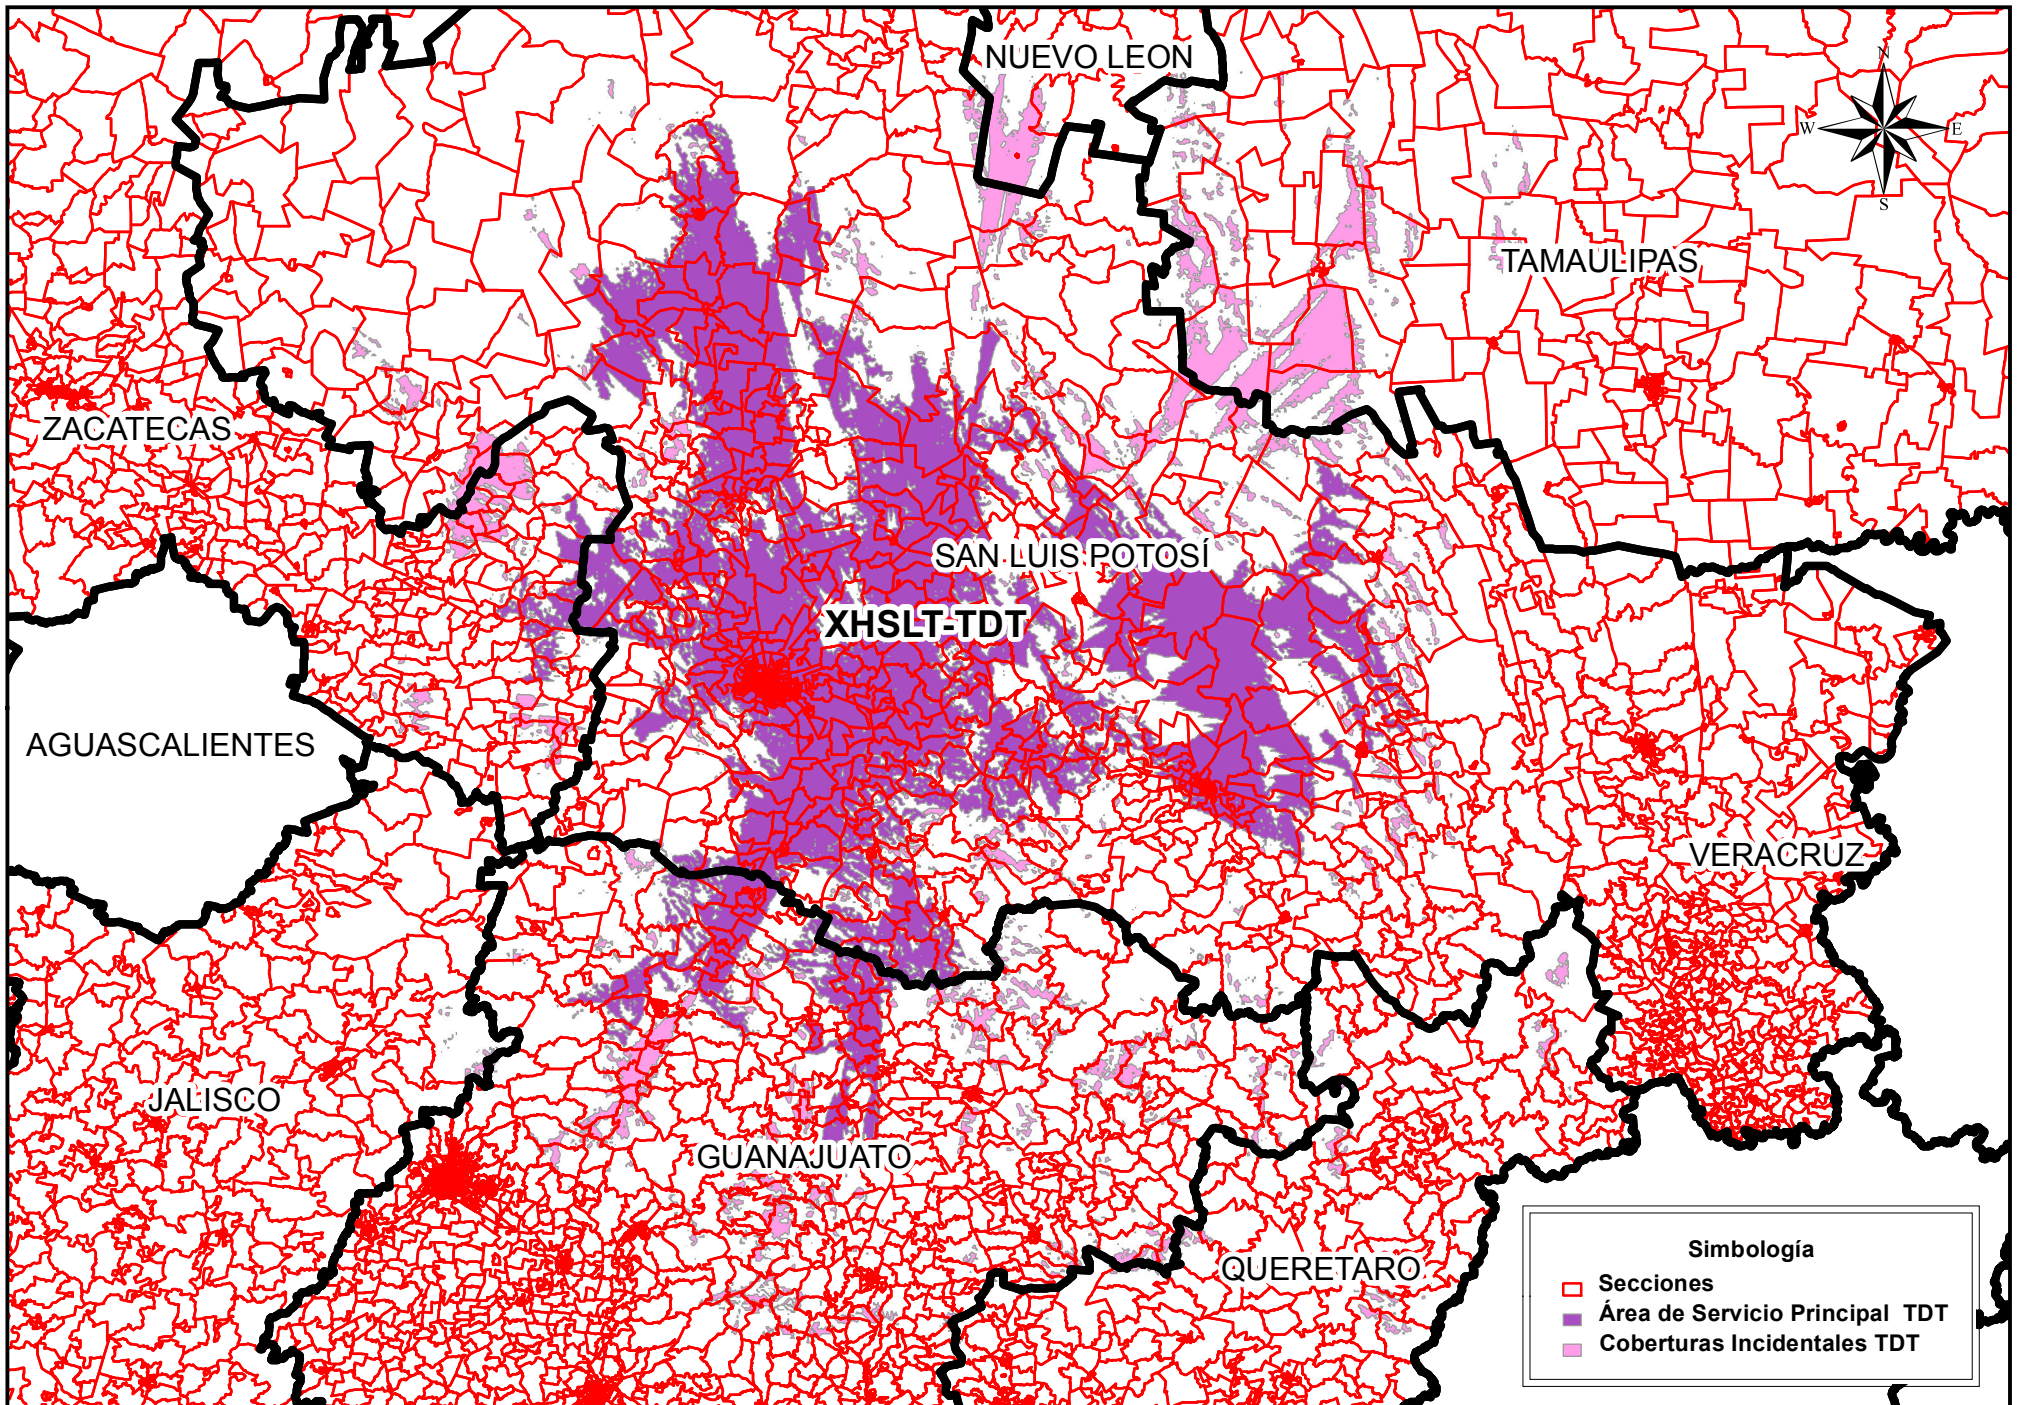 NUEVO LEON
N
W
E
S
TAMAULIPAS
ZACATECAS
SAN LUIS POTOSÍ
XHSLT-TDT
AGUASCALIENTES
VERACRUZ
JALISCO
GUANAJUATO
QUERETARO
Simbología
Secciones
Área de Servicio Principal TDT
Coberturas Incidentales TDT